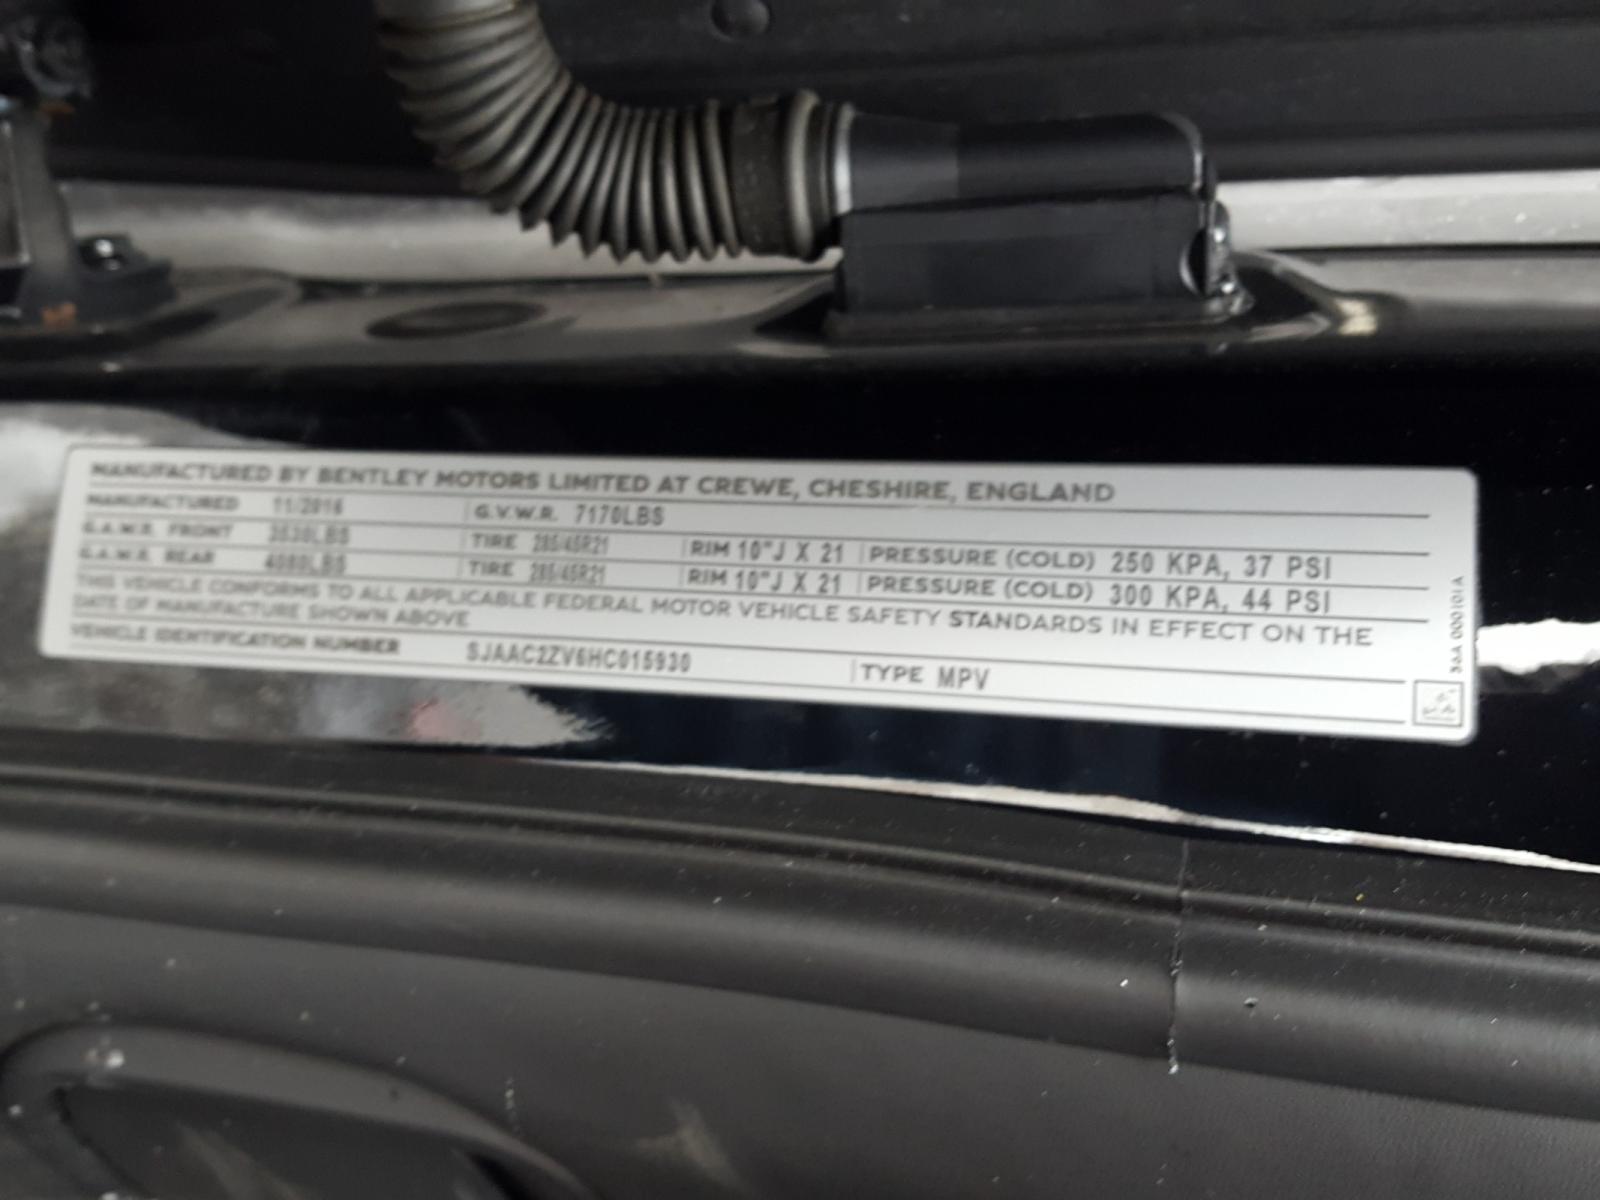 MANUFACTURED BY BENTLEY MOTORS LIMITED AT CREWE, CHESHIRE, ENGLAND
MANUFACTURED 11/2016 G.V.W.R. 7170LBS
G.A.W.R. FRONT 3530LBS TIRE 285/45R21 RIM 10"J X 21 PRESSURE (COLD) 250 KPA, 37 PSI
G.A.W.R. REAR 4080LBS TIRE 285/45R21 RIM 10"J X 21 PRESSURE (COLD) 300 KPA, 44 PSI
THIS VEHICLE CONFORMS TO ALL APPLICABLE FEDERAL MOTOR VEHICLE SAFETY STANDARDS IN EFFECT ON THE
DATE OF MANUFACTURE SHOWN ABOVE
VEHICLE IDENTIFICATION NUMBER SJAAC2ZV6HC015930 TYPE MPV
36A 000101A